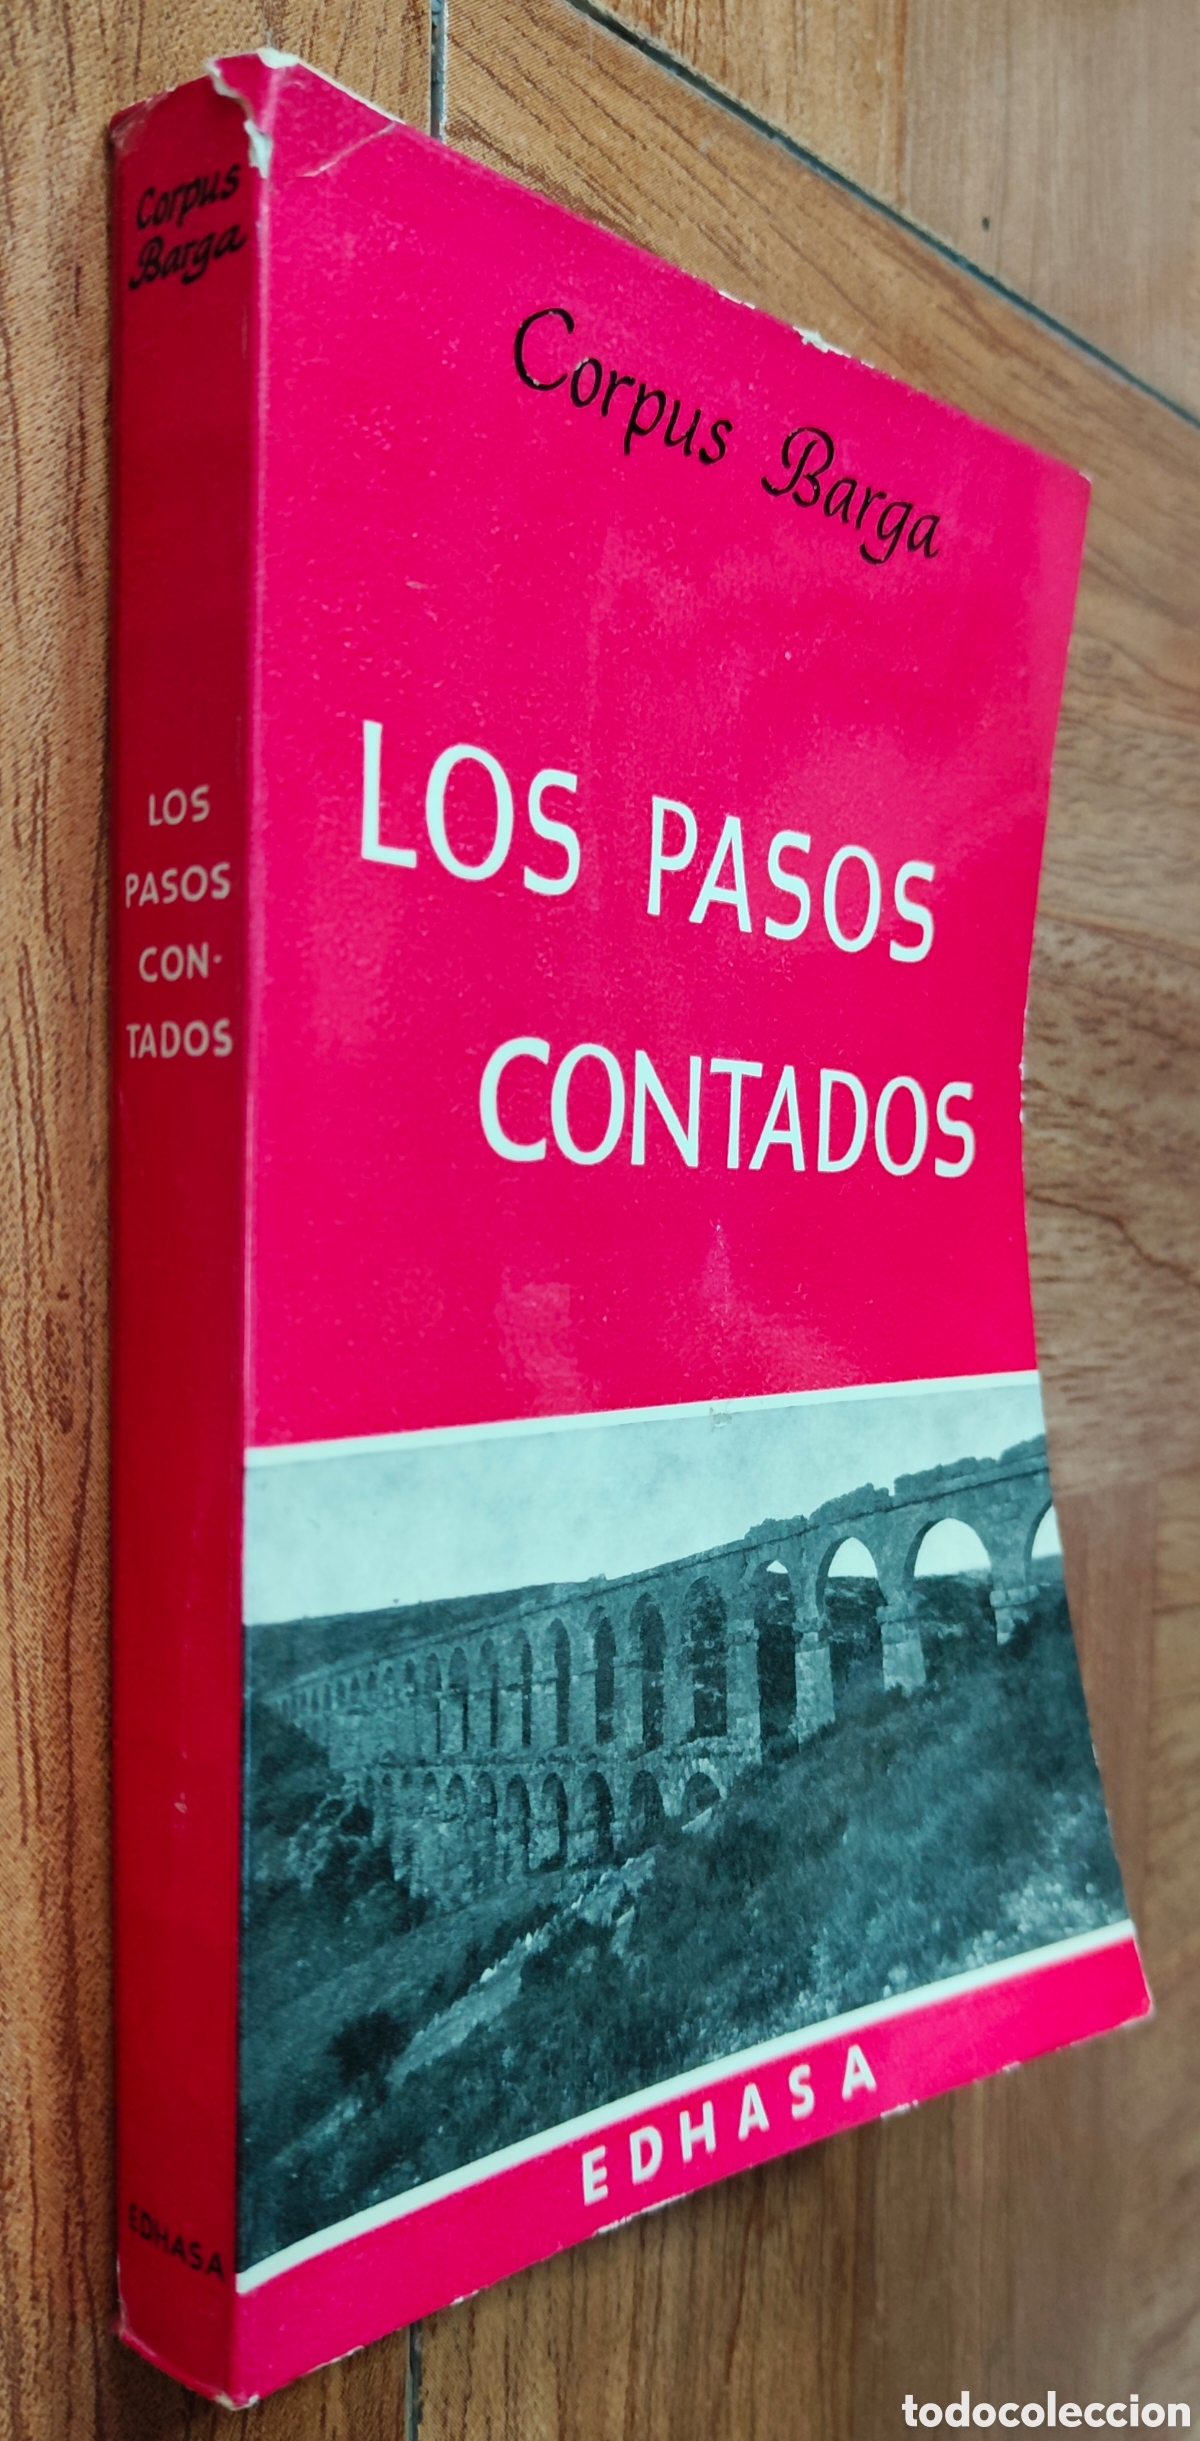 Corpus
Barga
LOS
PASOS
CON-
TADOS
EDHASA
Corpus Barga
LOS PASOS
CONTADOS
EDHASA
todocoleccion